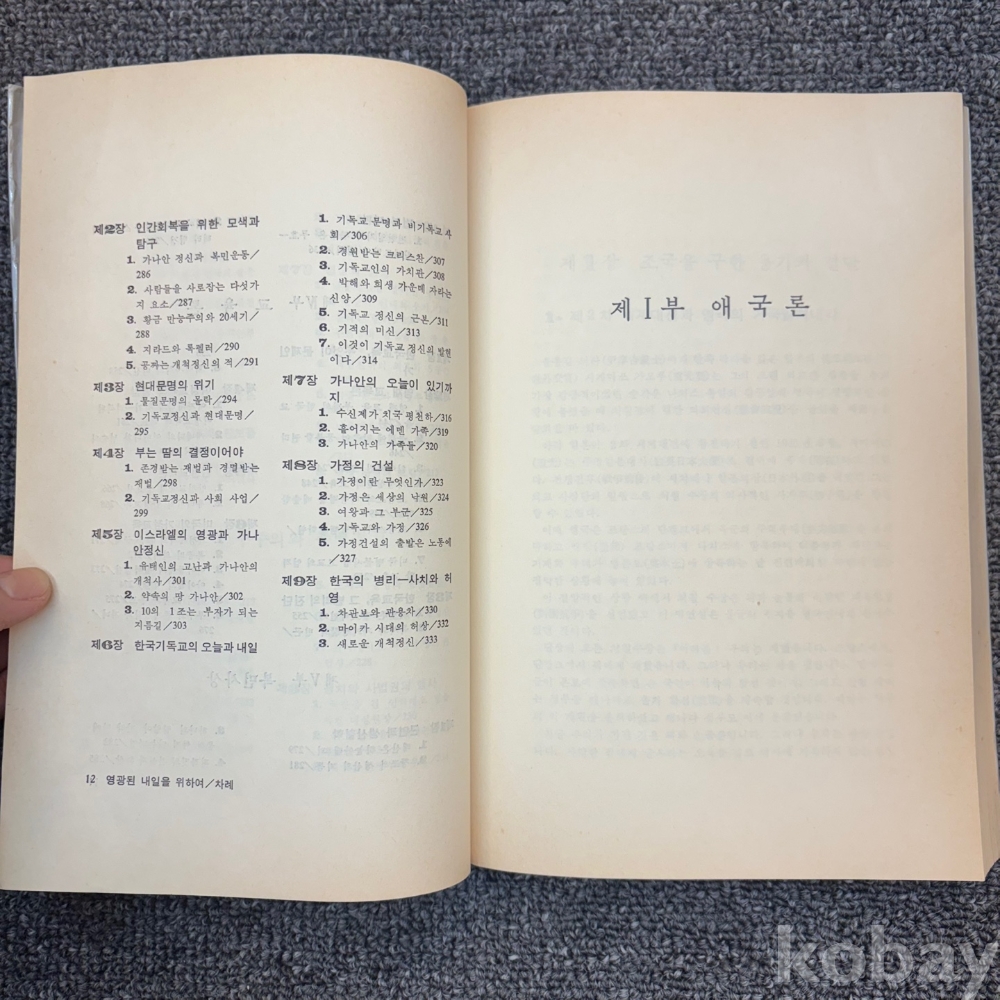 제2장 인간회복을 위한 모색과
탐구
1. 가나안 정신과 복민운동/
286
2. 사람들을 사로잡는 다섯가
지 요소/287
3. 황금 만능주의와 20세기/
288
4. 지라드와 록펠러/290
5. 골짜는 개척정신의 적/291
제3장 현대문명의 위기
1. 물질문명의 몰락/294
2. 기독교정신과 현대문명/
295
제4장 부는 땀의 결정이어야
1. 존경받는 재벌과 경멸받는
재벌/298
2. 기독교정신과 사회 사업/
299
제5장 이스라엘의 영광과 가나
안정신
1. 유태인의 고난과 가나안의
개척사/301
2. 약속의 땅 가나안/302
3. 10의 1조는 부자가 되는
지름길/303
제6장 한국기독교의 오늘과 내일
1. 기독교 문명과 비기독교 사
회/306
2. 경원받는 크리스찬/307
3. 기독교인의 가치관/308
4. 박해와 희생 가운데 자라는
신앙/309
5. 기독교 정신의 근본/311
6. 기적의 미신/313
7. 이것이 기독교 정신의 발현
이다/314
제7장 가나안의 오늘이 있기까
지
1. 수신제가 치국 평천하/316
2. 흩어지는 에덴 가족/319
3. 가나안의 가족들/320
제8장 가정의 건설
1. 가정이란 무엇인가/323
2. 가정은 세상의 낙원/324
3. 여왕과 그 부군/325
4. 기독교와 가정/326
5. 가정건설의 출발은 노동에
/327
제9장 한국의 병리—사치와 허
영
1. 차관보와 관용차/330
2. 마이카 시대의 허상/332
3. 새로운 개척정신/333
12 영광된 내일을 위하여/차례
제Ⅰ부 애국론
kobay